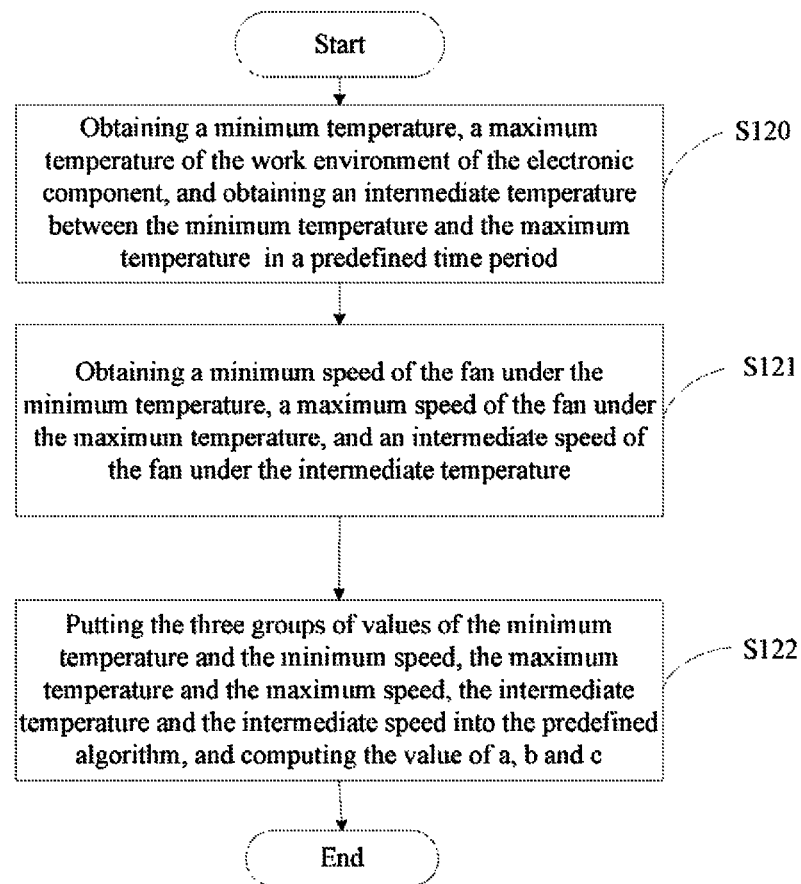 Start
Obtaining a minimum temperature, a maximum
temperature of the work environment of the electronic
component, and obtaining an intermediate temperature
between the minimum temperature and the maximum
temperature in a predefined time period
S120
Obtaining a minimum speed of the fan under the
minimum temperature, a maximum speed of the fan under
the maximum temperature, and an intermediate speed of
the fan under the intermediate temperature
S121
Putting the three groups of values of the minimum
temperature and the minimum speed, the maximum
temperature and the maximum speed, the intermediate
temperature and the intermediate speed into the predefined
algorithm, and computing the value of a, b and c
S122
End